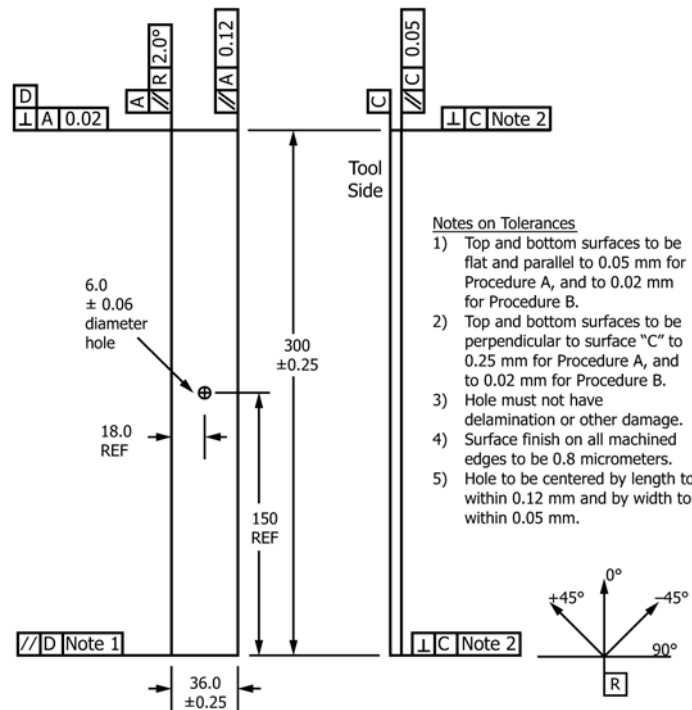 A // R 2.0°
// A 0.12
D
⊥ A 0.02
C // C 0.05
⊥ C Note 2
Tool
Side
6.0
± 0.06
diameter
hole
300
±0.25
18.0
REF
150
REF
// D Note 1
36.0
±0.25
⊥ C Note 2
Notes on Tolerances
1) Top and bottom surfaces to be
flat and parallel to 0.05 mm for
Procedure A, and to 0.02 mm
for Procedure B.
2) Top and bottom surfaces to be
perpendicular to surface “C” to
0.25 mm for Procedure A, and
to 0.02 mm for Procedure B.
3) Hole must not have
delamination or other damage.
4) Surface finish on all machined
edges to be 0.8 micrometers.
5) Hole to be centered by length to
within 0.12 mm and by width to
within 0.05 mm.
0°
+45°
−45°
90°
R